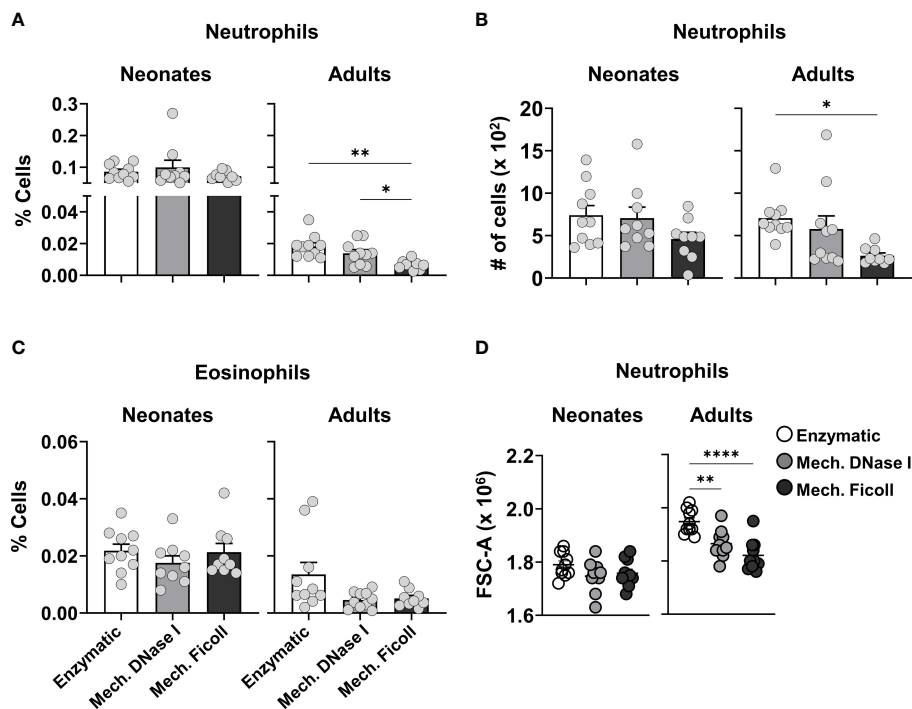 A
Neutrophils
Neonates
Adults
% Cells
0.3
0.1
0.04
0.02
0.00
**
*
B
Neutrophils
Neonates
Adults
# of cells (x 10²)
20
15
10
5
0
*
C
Eosinophils
Neonates
Adults
% Cells
0.06
0.04
0.02
0.00
Enzymatic
Mech. DNase I
Mech. Ficoll
Enzymatic
Mech. DNase I
Mech. Ficoll
D
Neutrophils
Neonates
Adults
FSC-A (x 10⁶)
2.2
2.0
1.8
1.6
****
**
Enzymatic
Mech. DNase I
Mech. Ficoll